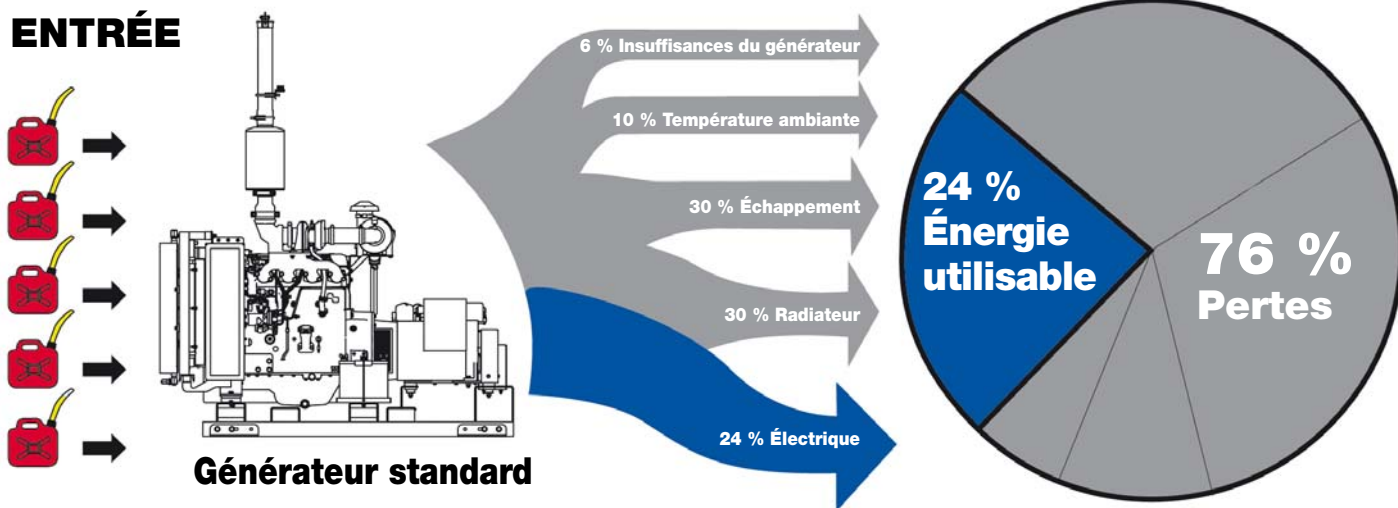 ENTRÉE
6 % Insuffisances du générateur
10 % Température ambiante
30 % Échappement
30 % Radiateur
24 % Électrique
Générateur standard
24 %
Énergie
utilisable
76 %
Pertes